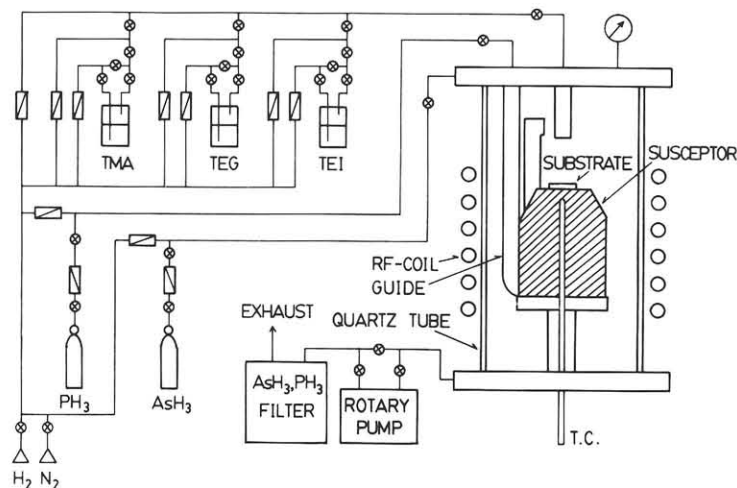 TMA
TEG
TEI
SUBSTRATE
SUSCEPTOR
RF-COIL
GUIDE
EXHAUST
QUARTZ TUBE
AsH₃,PH₃
FILTER
ROTARY
PUMP
PH₃
AsH₃
T.C.
H₂
N₂